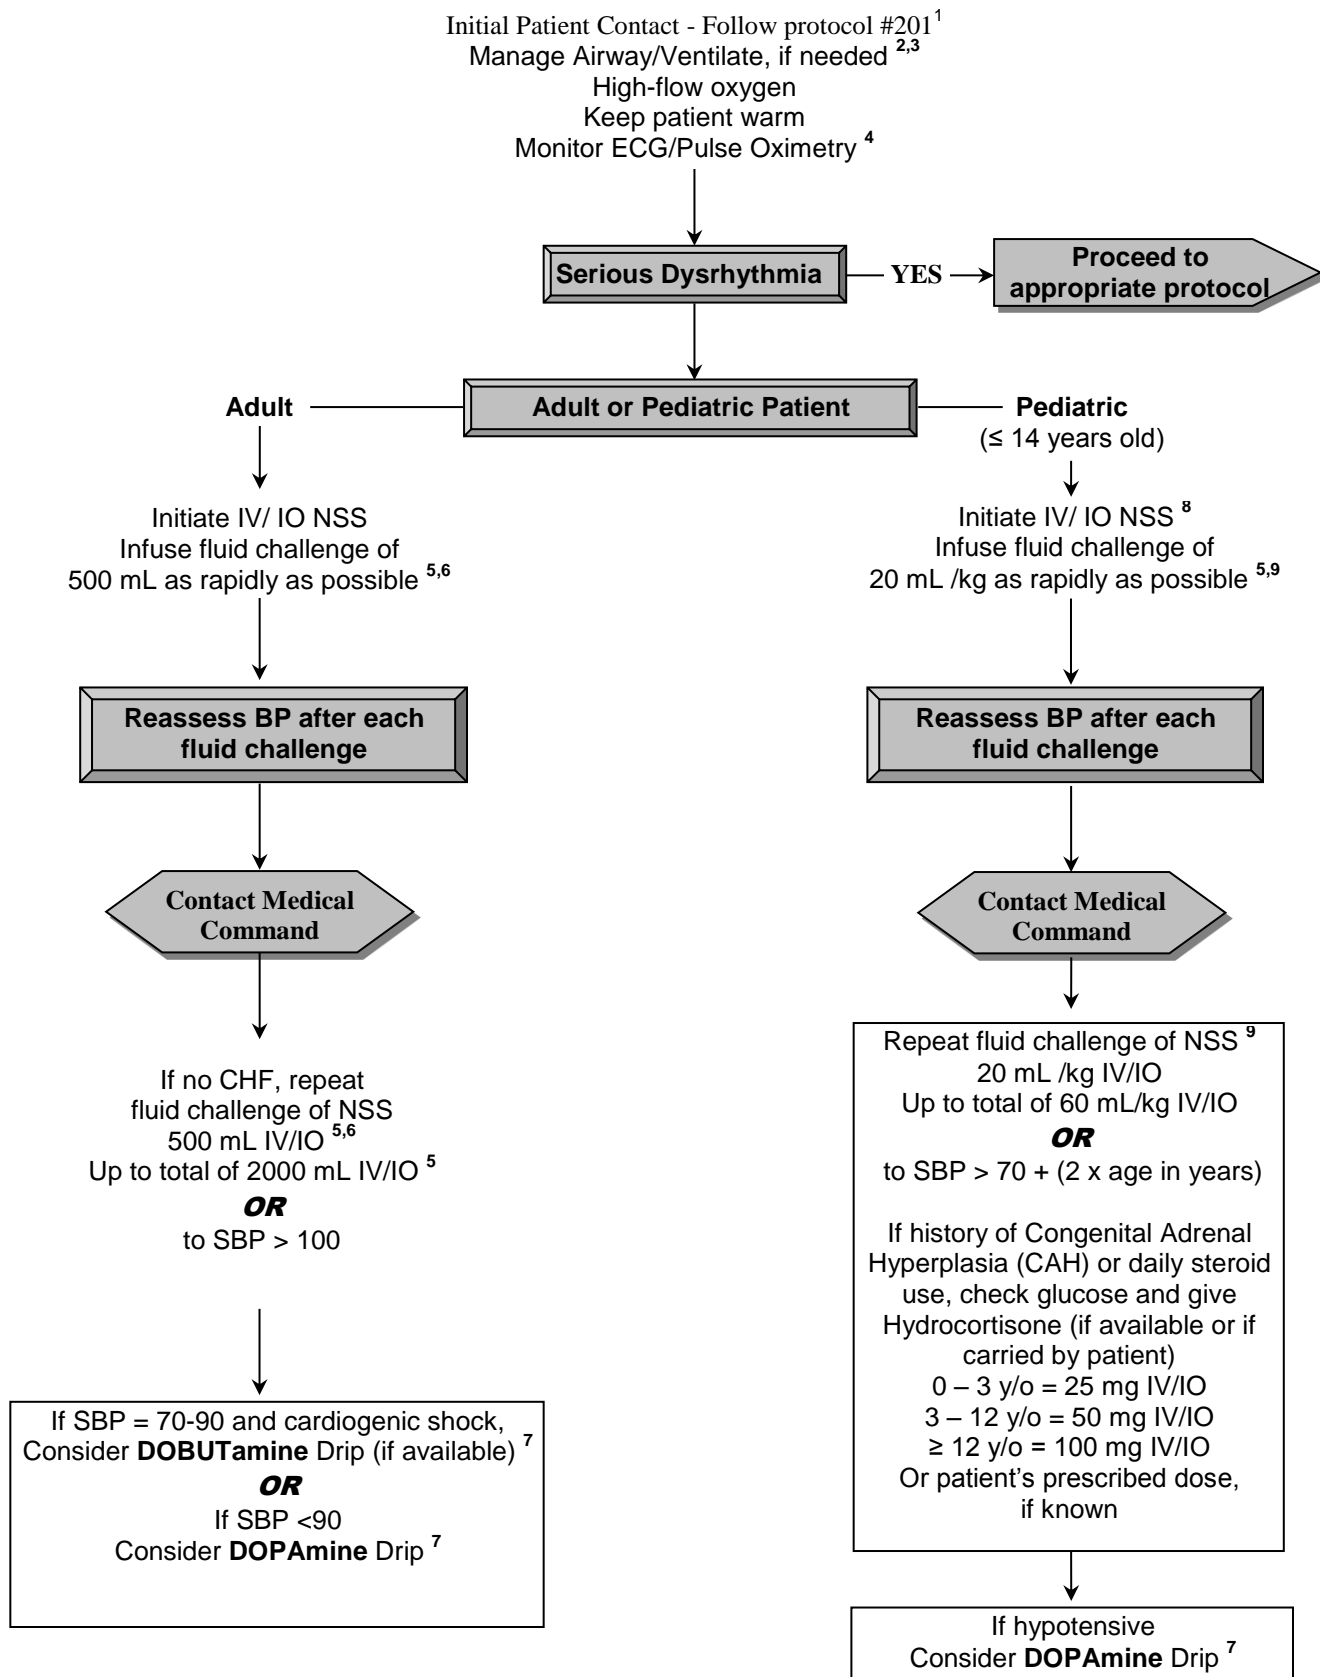 Initial Patient Contact - Follow protocol #201 1
Manage Airway/Ventilate, if needed 2,3
High-flow oxygen
Keep patient warm
Monitor ECG/Pulse Oximetry 4
Serious Dysrhythmia
YES
Proceed to
appropriate protocol
Adult or Pediatric Patient
Adult
Initiate IV/ IO NSS
Infuse fluid challenge of
500 mL as rapidly as possible 5,6
Reassess BP after each
fluid challenge
Contact Medical
Command
If no CHF, repeat
fluid challenge of NSS
500 mL IV/IO 5,6
Up to total of 2000 mL IV/IO 5
OR
to SBP > 100
If SBP = 70-90 and cardiogenic shock,
Consider DOBUTamine Drip (if available) 7
OR
If SBP <90
Consider DOPAmine Drip 7
Pediatric
(≤ 14 years old)
Initiate IV/ IO NSS 8
Infuse fluid challenge of
20 mL /kg as rapidly as possible 5,9
Reassess BP after each
fluid challenge
Contact Medical
Command
Repeat fluid challenge of NSS 9
20 mL /kg IV/IO
Up to total of 60 mL/kg IV/IO
OR
to SBP > 70 + (2 x age in years)
If history of Congenital Adrenal
Hyperplasia (CAH) or daily steroid
use, check glucose and give
Hydrocortisone (if available or if
carried by patient)
0 – 3 y/o = 25 mg IV/IO
3 – 12 y/o = 50 mg IV/IO
≥ 12 y/o = 100 mg IV/IO
Or patient's prescribed dose,
if known
If hypotensive
Consider DOPAmine Drip 7